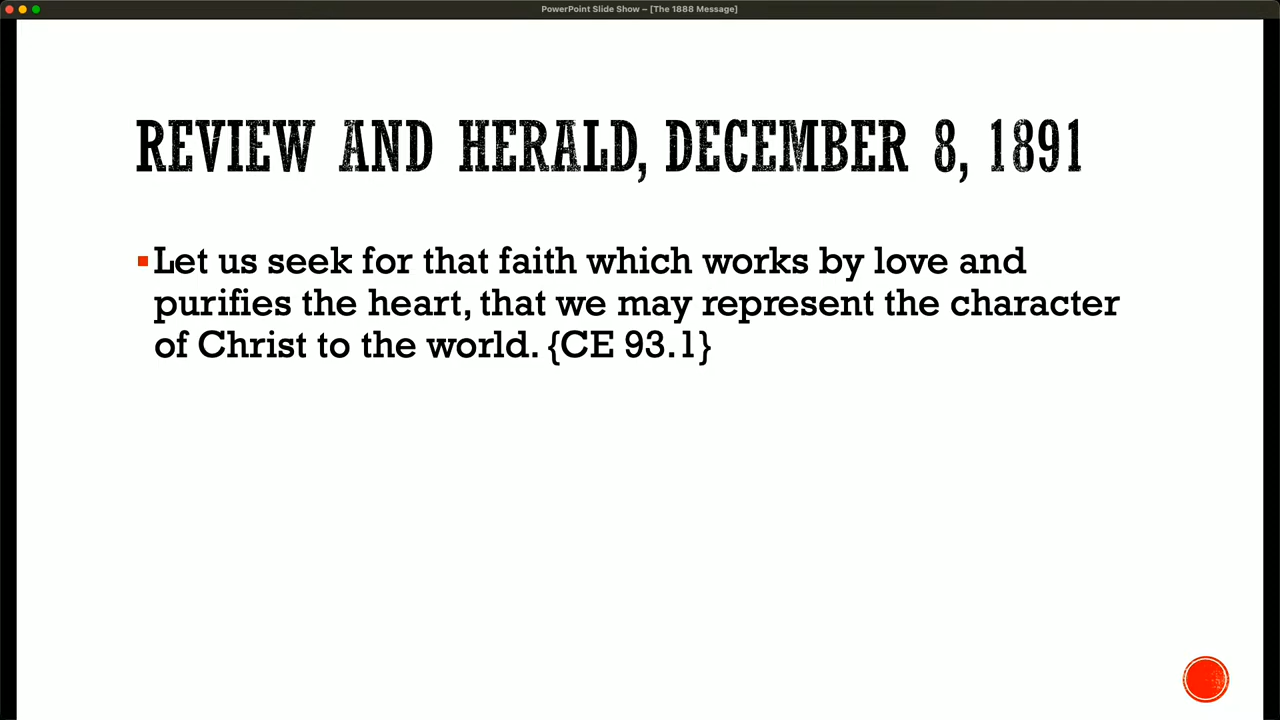 PowerPoint Slide Show – [The 1888 Message]
REVIEW AND HERALD, DECEMBER 8, 1891
Let us seek for that faith which works by love and
purifies the heart, that we may represent the character
of Christ to the world. {CE 93.1}